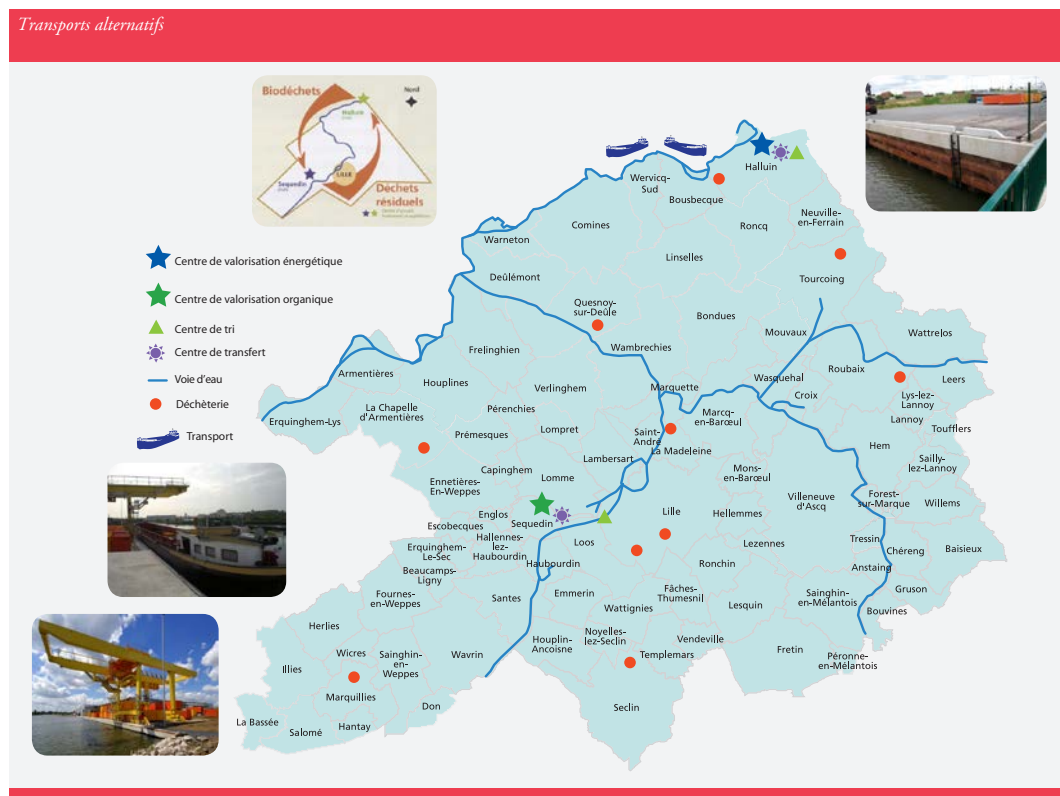 Transports alternatifs
Biodéchets
Nord
Halluin
Sequedin
LILLE
Déchets
résiduels
Centre de valorisation énergétique
Centre de valorisation organique
Centre de tri
Centre de transfert
Voie d'eau
Déchèterie
Transport
Halluin
Wervicq-
Sud
Bousbecque
Neuville-
en-Ferrain
Comines
Roncq
Warneton
Linselles
Deûlémont
Tourcoing
Quesnoy-
sur-Deûle
Bondues
Mouvaux
Wattrelos
Wambrechies
Frelinghien
Armentières
Houplines
Verlinghem
Marquette
Wasquehal
Roubaix
Leers
Croix
Lys-lez-
Lannoy
La Chapelle
d'Armentières
Pérenchies
Marcq-
en-Barœul
Lannoy
Toufflers
Erquinghem-Lys
Prémesques
Lompret
Saint-
André
La Madeleine
Hem
Lambersart
Sailly-
lez-Lannoy
Capinghem
Lomme
Mons-
en-Barœul
Ennetières-
En-Weppes
Villeneuve
d'Ascq
Forest-
sur-Marque
Willems
Englos
Sequedin
Lille
Hellemmes
Escobecques
Hallennes-
lez-
Haubourdin
Loos
Lezennes
Tressin
Chéreng
Baisieux
Erquinghem-
Le-Sec
Haubourdin
Ronchin
Anstaing
Beaucamps-
Ligny
Gruson
Fournes-
en-Weppes
Santes
Emmerin
Fâches-
Thumesnil
Sainghin-
en-Mélantois
Wattignies
Lesquin
Bouvines
Herlies
Noyelles-
lez-Seclin
Houplin-
Ancoisne
Vendeville
Wicres
Sainghin-
en-
Weppes
Wavrin
Templemars
Fretin
Péronne-
en-Mélantois
Illies
Marquillies
Don
Seclin
La Bassée
Hantay
Salomé